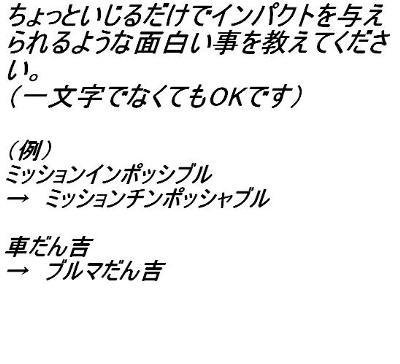 ちょっといじるだけでインパクトを与え
られるような面白い事を教えてくださ
い。
（一文字でなくてもOKです）
（例）
ミッションインポッシブル
→ ミッションチンポッシャブル
車だん吉
→ ブルマだん吉